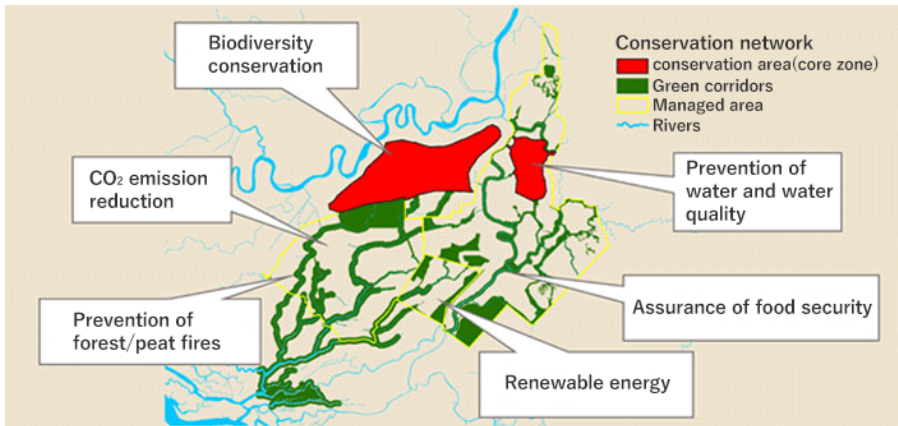 Biodiversity
conservation
Conservation network
conservation area(core zone)
Green corridors
Managed area
Rivers
CO₂ emission
reduction
Prevention of
water and water
quality
Prevention of
forest/peat fires
Assurance of food security
Renewable energy